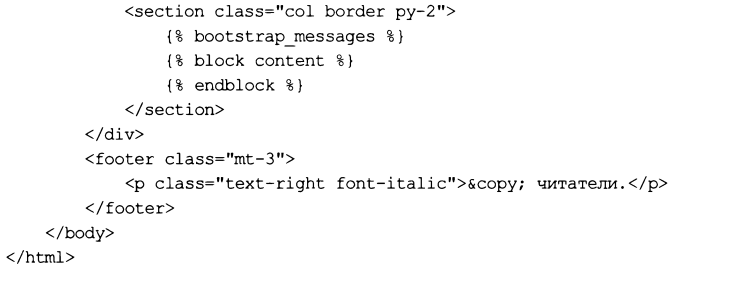 <section class="col border py-2">
                {% bootstrap_messages %}
                {% block content %}
                {% endblock %}
            </section>
        </div>
        <footer class="mt-3">
            <p class="text-right font-italic">&copy; читатели.</p>
        </footer>
    </body>
</html>